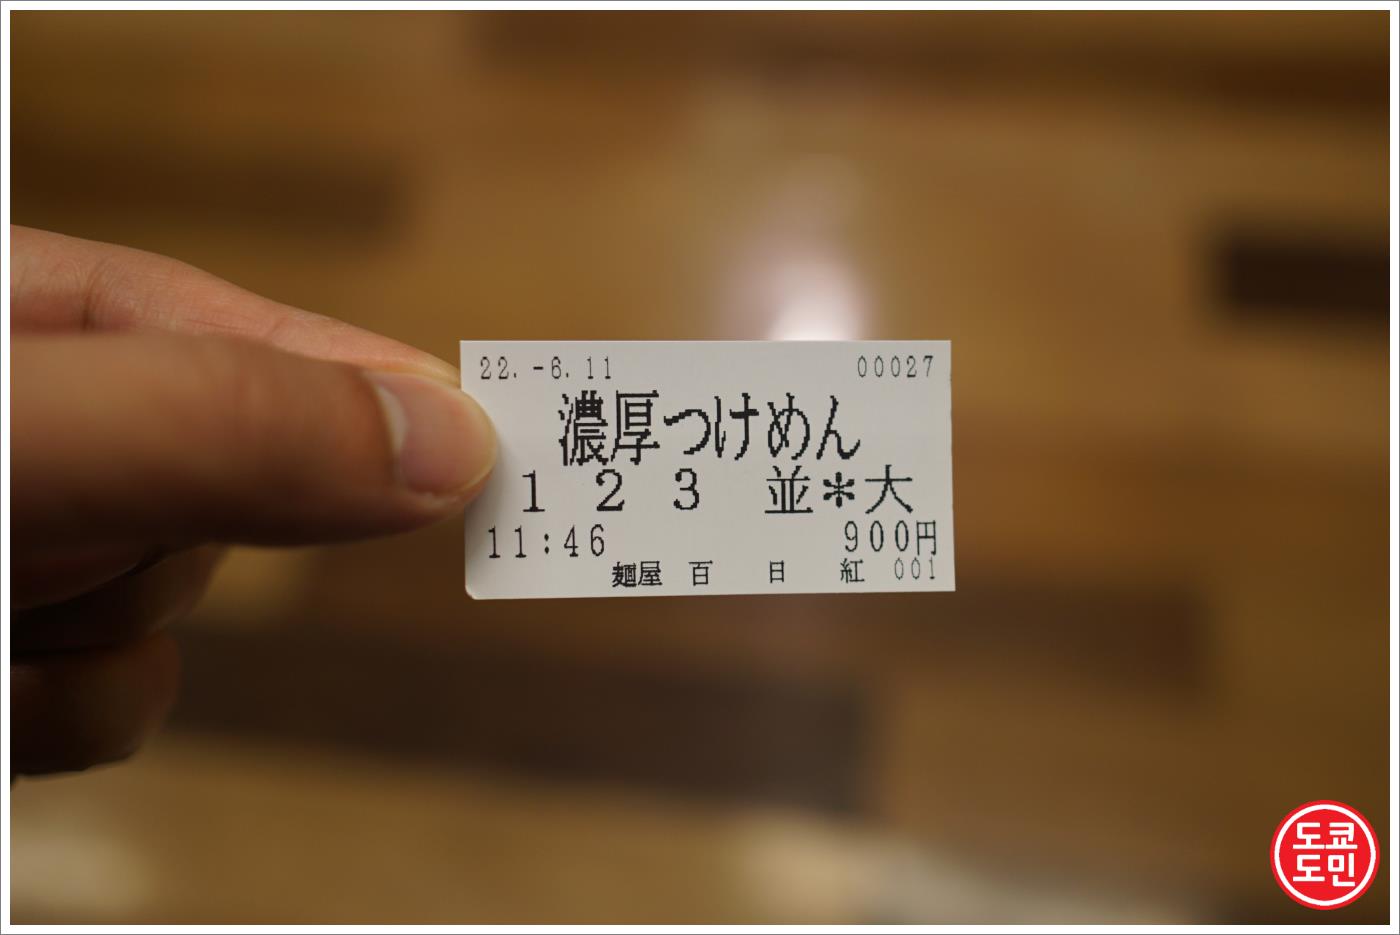 22.-6.11 00027
濃厚つけめん
1 2 3 並*大
11:46 900円
麺屋 百 日 紅 001
도쿄
도민